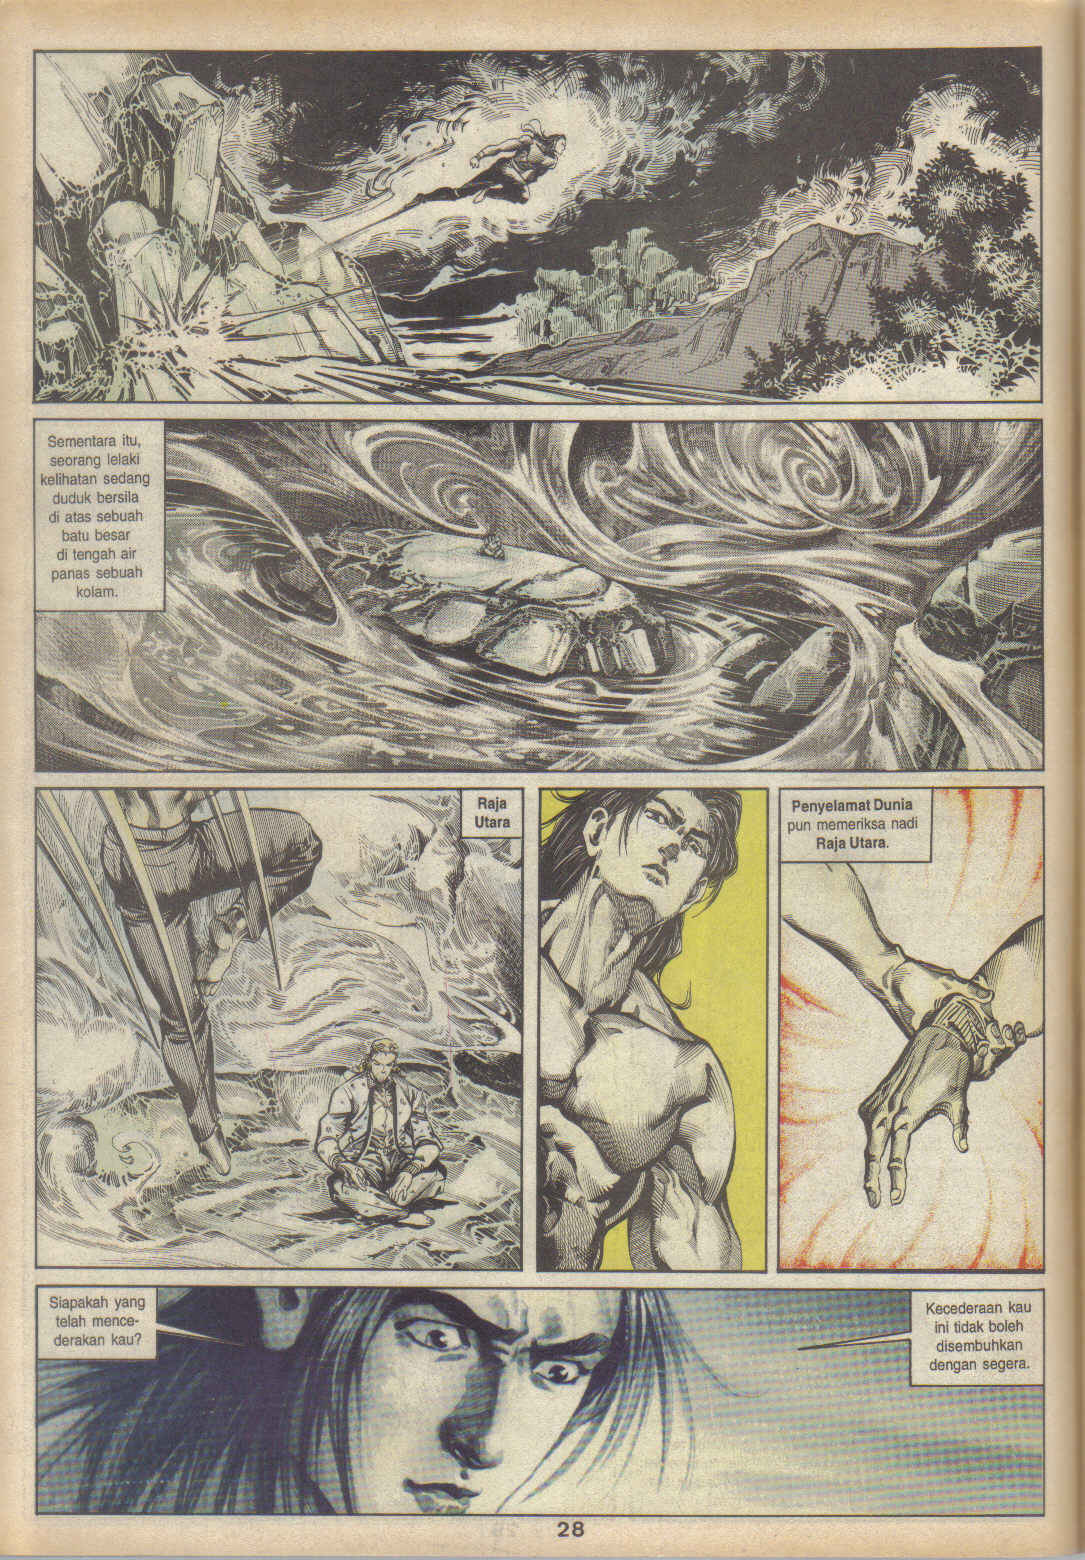 Sementara itu,
seorang lelaki
kelihatan sedang
duduk bersila
di atas sebuah
batu besar
di tengah air
panas sebuah
kolam.
Raja
Utara
Penyelamat Dunia
pun memeriksa nadi
Raja Utara.
Siapakah yang
telah mence-
derakan kau?
Kecederaan kau
ini tidak boleh
disembuhkan
dengan segera.
28